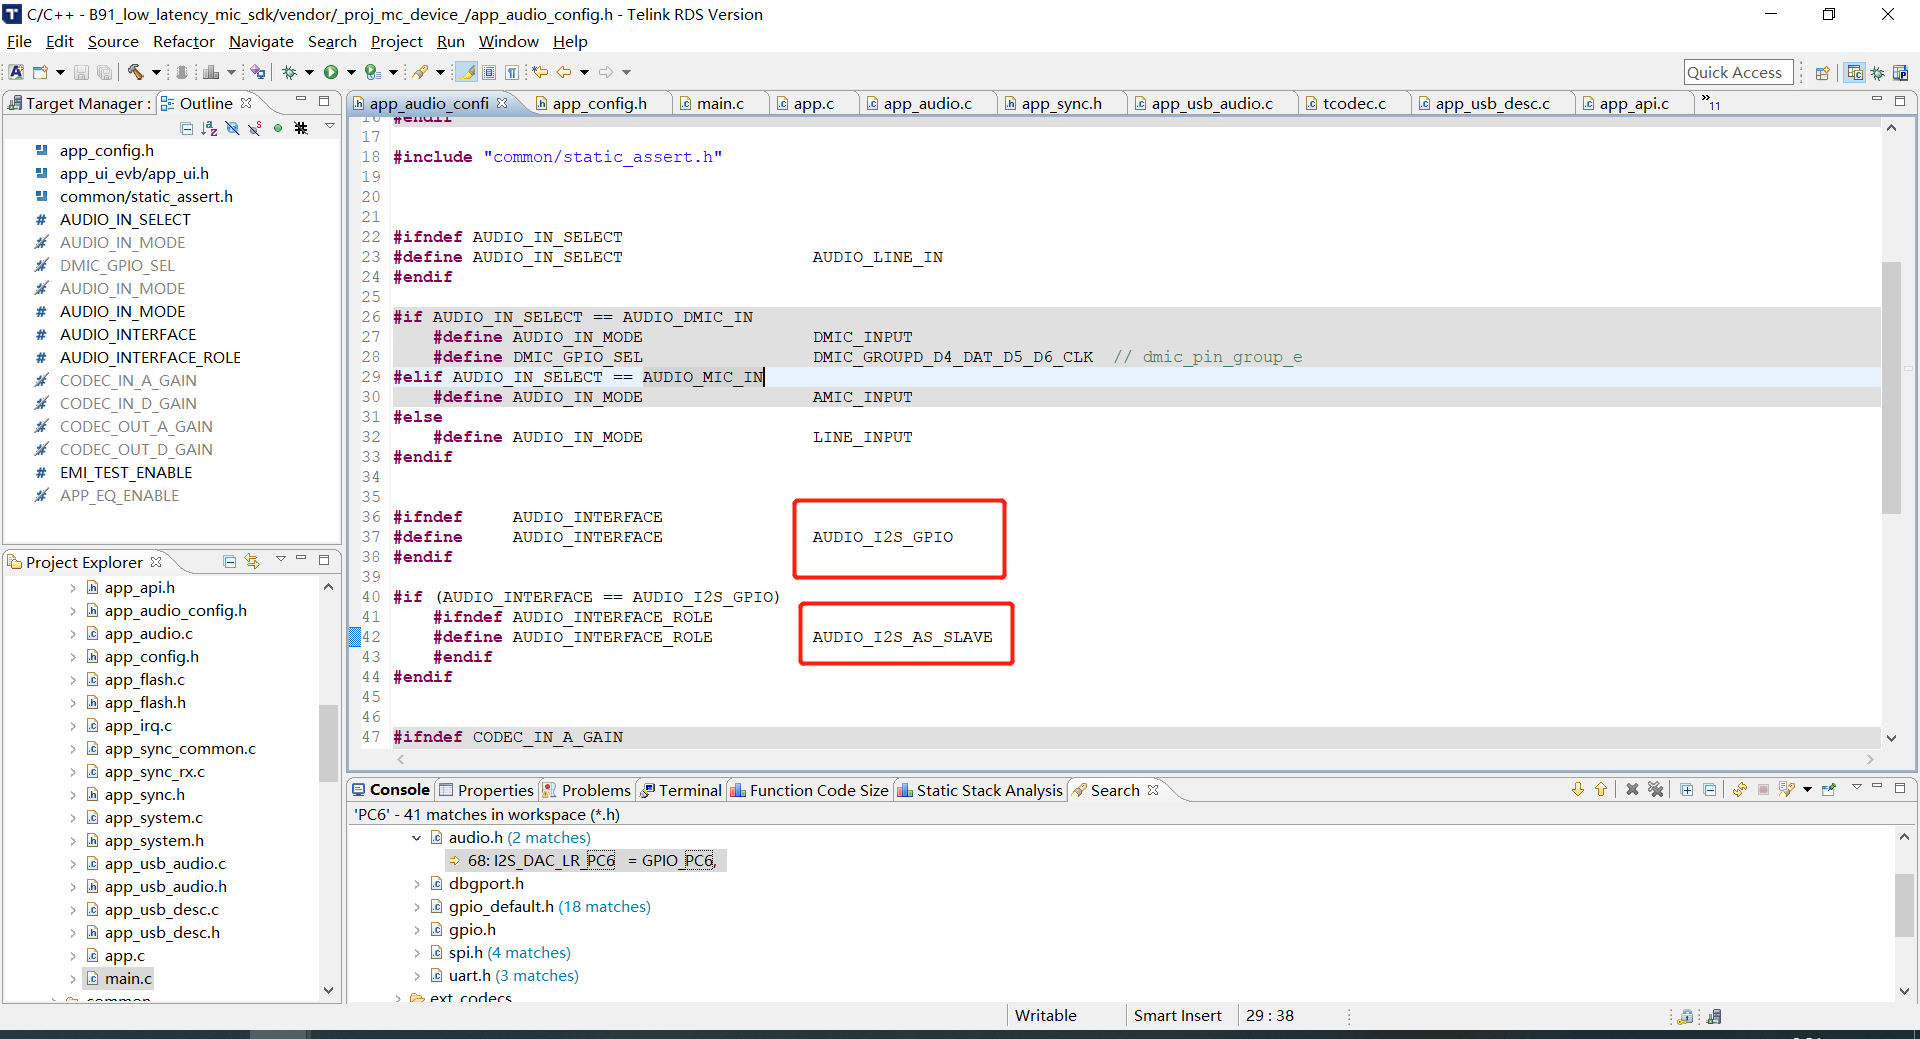 C/C++ - B91_low_latency_mic_sdk/vendor/_proj_mc_device_/app_audio_config.h - Telink RDS Version
File Edit Source Refactor Navigate Search Project Run Window Help
Quick Access
Target Manager : Outline
app_config.h
app_ui_evb/app_ui.h
common/static_assert.h
AUDIO_IN_SELECT
AUDIO_IN_MODE
DMIC_GPIO_SEL
AUDIO_IN_MODE
AUDIO_IN_MODE
AUDIO_INTERFACE
AUDIO_INTERFACE_ROLE
CODEC_IN_A_GAIN
CODEC_IN_D_GAIN
CODEC_OUT_A_GAIN
CODEC_OUT_D_GAIN
EMI_TEST_ENABLE
APP_EQ_ENABLE
Project Explorer
app_api.h
app_audio_config.h
app_audio.c
app_config.h
app_flash.c
app_flash.h
app_irq.c
app_sync_common.c
app_sync_rx.c
app_sync.h
app_system.c
app_system.h
app_usb_audio.c
app_usb_audio.h
app_usb_desc.c
app_usb_desc.h
app.c
main.c
common
app_audio_confi app_config.h main.c app.c app_audio.c app_sync.h app_usb_audio.c tcodec.c app_usb_desc.c app_api.c »11
16 #endif
17
18 #include "common/static_assert.h"
19
20
21
22 #ifndef AUDIO_IN_SELECT
23 #define AUDIO_IN_SELECT AUDIO_LINE_IN
24 #endif
25
26 #if AUDIO_IN_SELECT == AUDIO_DMIC_IN
27 #define AUDIO_IN_MODE DMIC_INPUT
28 #define DMIC_GPIO_SEL DMIC_GROUPD_D4_DAT_D5_D6_CLK // dmic_pin_group_e
29 #elif AUDIO_IN_SELECT == AUDIO_MIC_IN
30 #define AUDIO_IN_MODE AMIC_INPUT
31 #else
32 #define AUDIO_IN_MODE LINE_INPUT
33 #endif
34
35
36 #ifndef AUDIO_INTERFACE
37 #define AUDIO_INTERFACE AUDIO_I2S_GPIO
38 #endif
39
40 #if (AUDIO_INTERFACE == AUDIO_I2S_GPIO)
41 #ifndef AUDIO_INTERFACE_ROLE
42 #define AUDIO_INTERFACE_ROLE AUDIO_I2S_AS_SLAVE
43 #endif
44 #endif
45
46
47 #ifndef CODEC_IN_A_GAIN
Console Properties Problems Terminal Function Code Size Static Stack Analysis Search
'PC6' - 41 matches in workspace (*.h)
audio.h (2 matches)
68: I2S_DAC_LR_PC6 = GPIO_PC6,
dbgport.h
gpio_default.h (18 matches)
gpio.h
spi.h (4 matches)
uart.h (3 matches)
ext_codecs
Writable Smart Insert 29 : 38